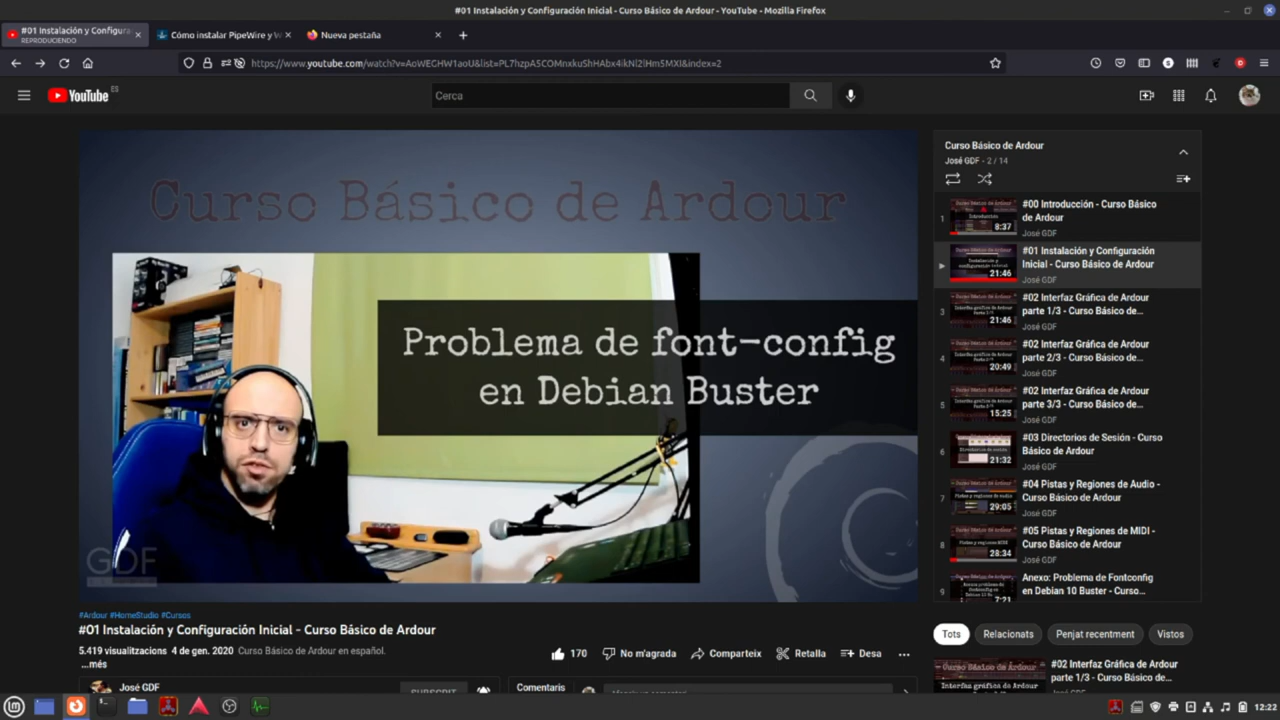 #01 Instalación y Configuración Inicial - Curso Básico de Ardour - YouTube - Mozilla Firefox
#01 Instalación y Configura
REPRODUCIENDO
Cómo instalar PipeWire y W
Nueva pestaña
https://www.youtube.com/watch?v=AoWEGHW1aoU&list=PL7hzpA5COMnxkuShHAbx4ikNl2lHm5MXI&index=2
YouTube ES
Cerca
Curso Básico de Ardour
Problema de font-config
en Debian Buster
GDF
Curso Básico de Ardour
José GDF - 2 / 14
1
8:37
#00 Introducción - Curso Básico
de Ardour
José GDF
21:46
#01 Instalación y Configuración
Inicial - Curso Básico de Ardour
José GDF
3
21:46
#02 Interfaz Gráfica de Ardour
parte 1/3 - Curso Básico de...
José GDF
4
20:49
#02 Interfaz Gráfica de Ardour
parte 2/3 - Curso Básico de...
José GDF
5
15:25
#02 Interfaz Gráfica de Ardour
parte 3/3 - Curso Básico de...
José GDF
6
21:32
#03 Directorios de Sesión - Curso
Básico de Ardour
José GDF
7
29:05
#04 Pistas y Regiones de Audio -
Curso Básico de Ardour
José GDF
8
28:34
#05 Pistas y Regiones de MIDI -
Curso Básico de Ardour
José GDF
9
7:21
Anexo: Problema de Fontconfig
en Debian 10 Buster - Curso...
#Ardour #HomeStudio #Cursos
#01 Instalación y Configuración Inicial - Curso Básico de Ardour
5.419 visualitzacions 4 de gen. 2020 Curso Básico de Ardour en español.
...més
170
No m'agrada
Comparteix
Retalla
Desa
José GDF
Comentaris
Tots
Relacionats
Penjat recentment
Vistos
#02 Interfaz Gráfica de Ardour
parte 1/3 - Curso Básico de...
12:22